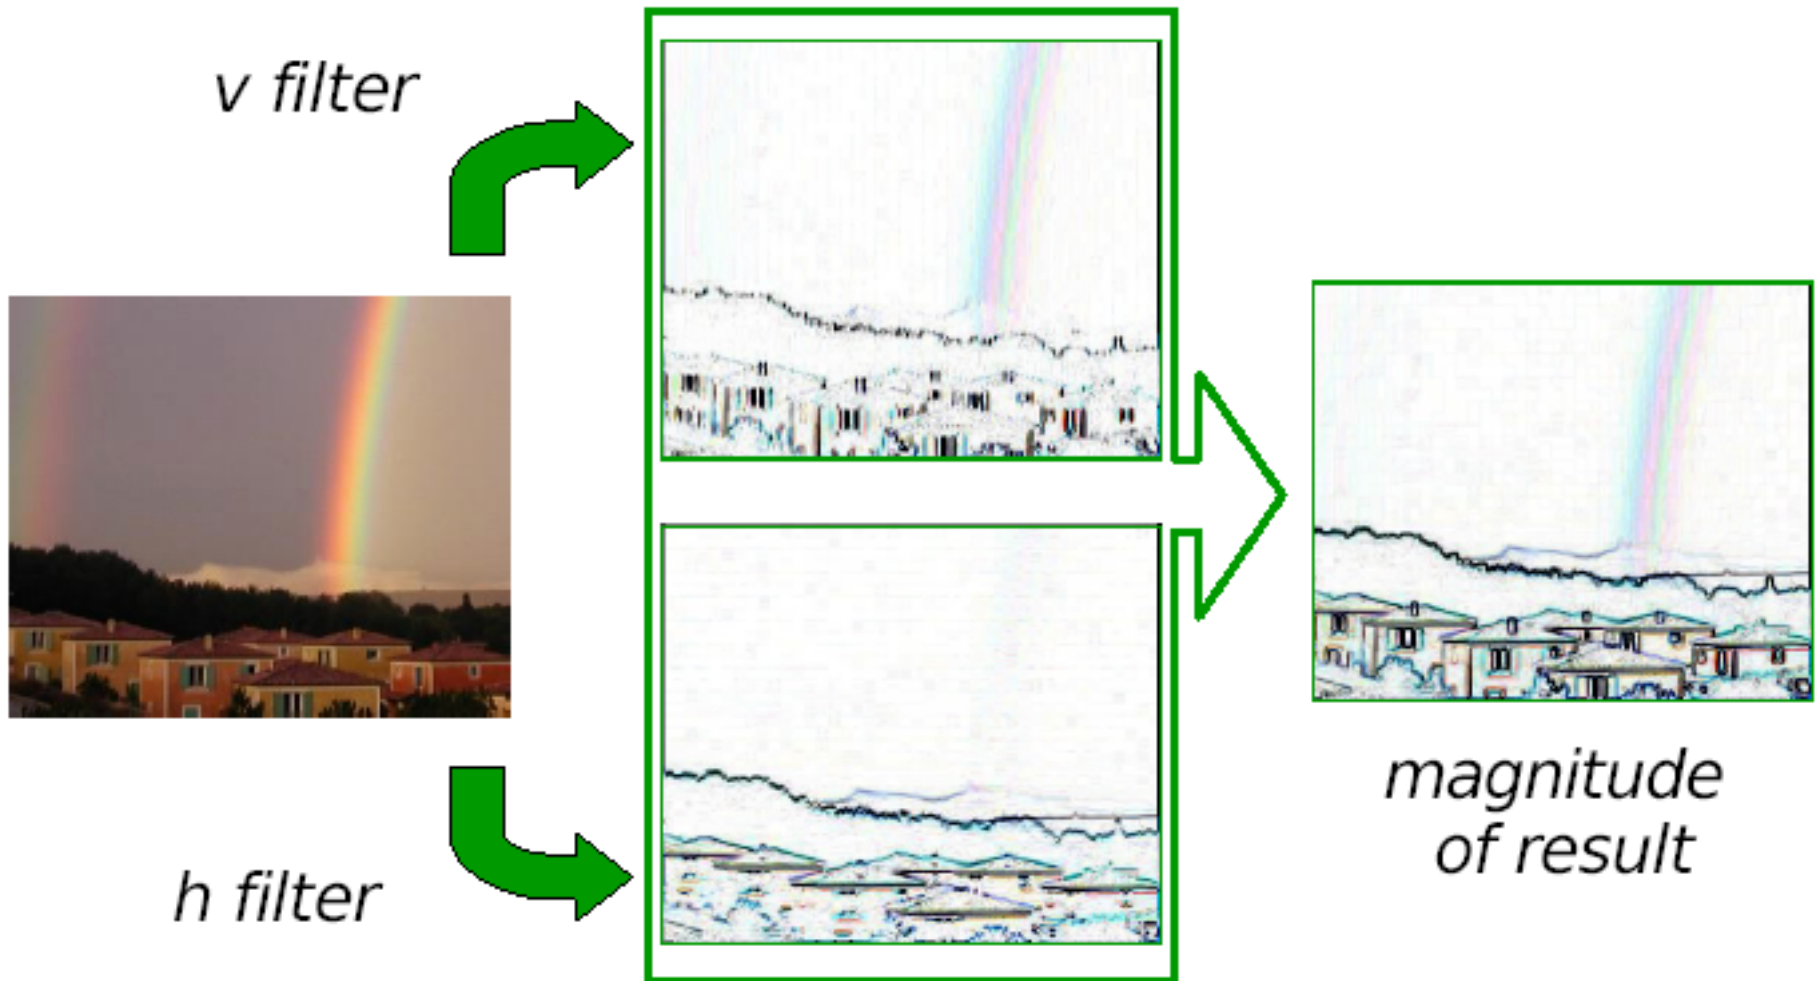 v filter
h filter
magnitude
of result